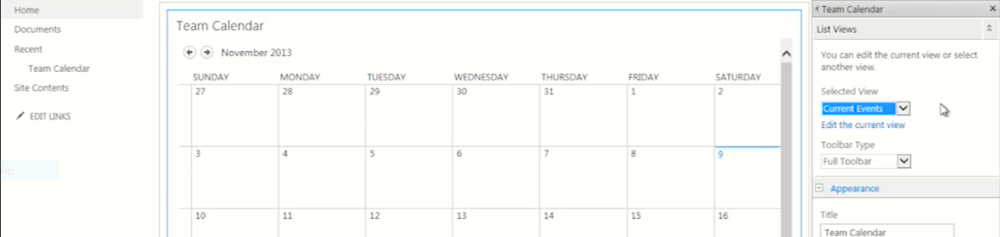 Home
Documents
Recent
Team Calendar
Site Contents
EDIT LINKS
Team Calendar
November 2013
SUNDAY MONDAY TUESDAY WEDNESDAY THURSDAY FRIDAY SATURDAY
27 28 29 30 31 1 2
3 4 5 6 7 8 9
10 11 12 13 14 15 16
Team Calendar
List Views
You can edit the current view or select
another view.
Selected View
Current Events
Edit the current view
Toolbar Type
Full Toolbar
Appearance
Title
Team Calendar